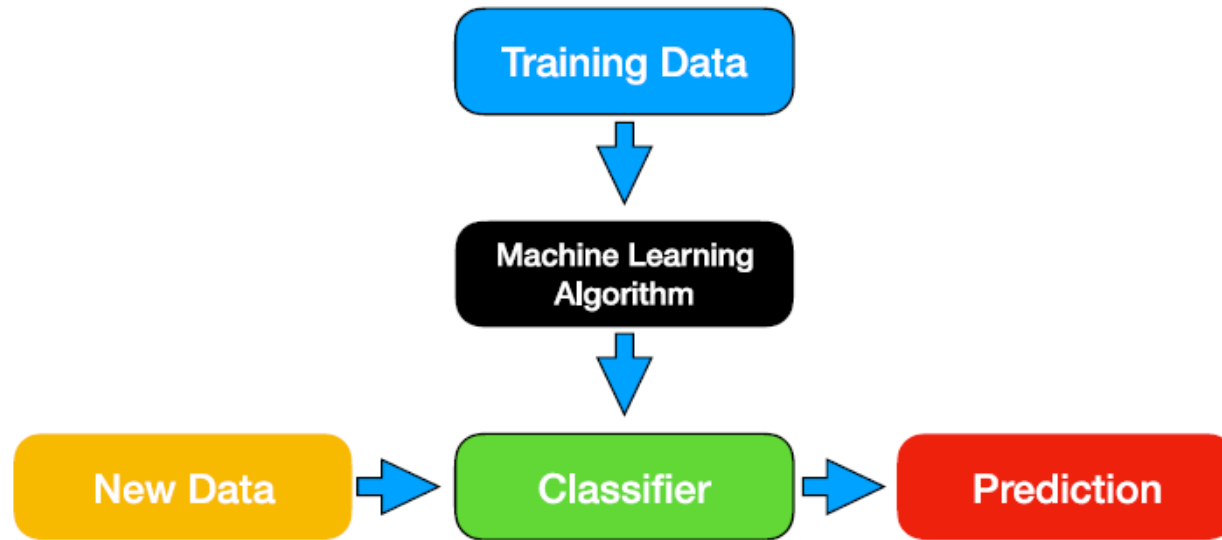 Training Data
Machine Learning
Algorithm
New Data
Classifier
Prediction